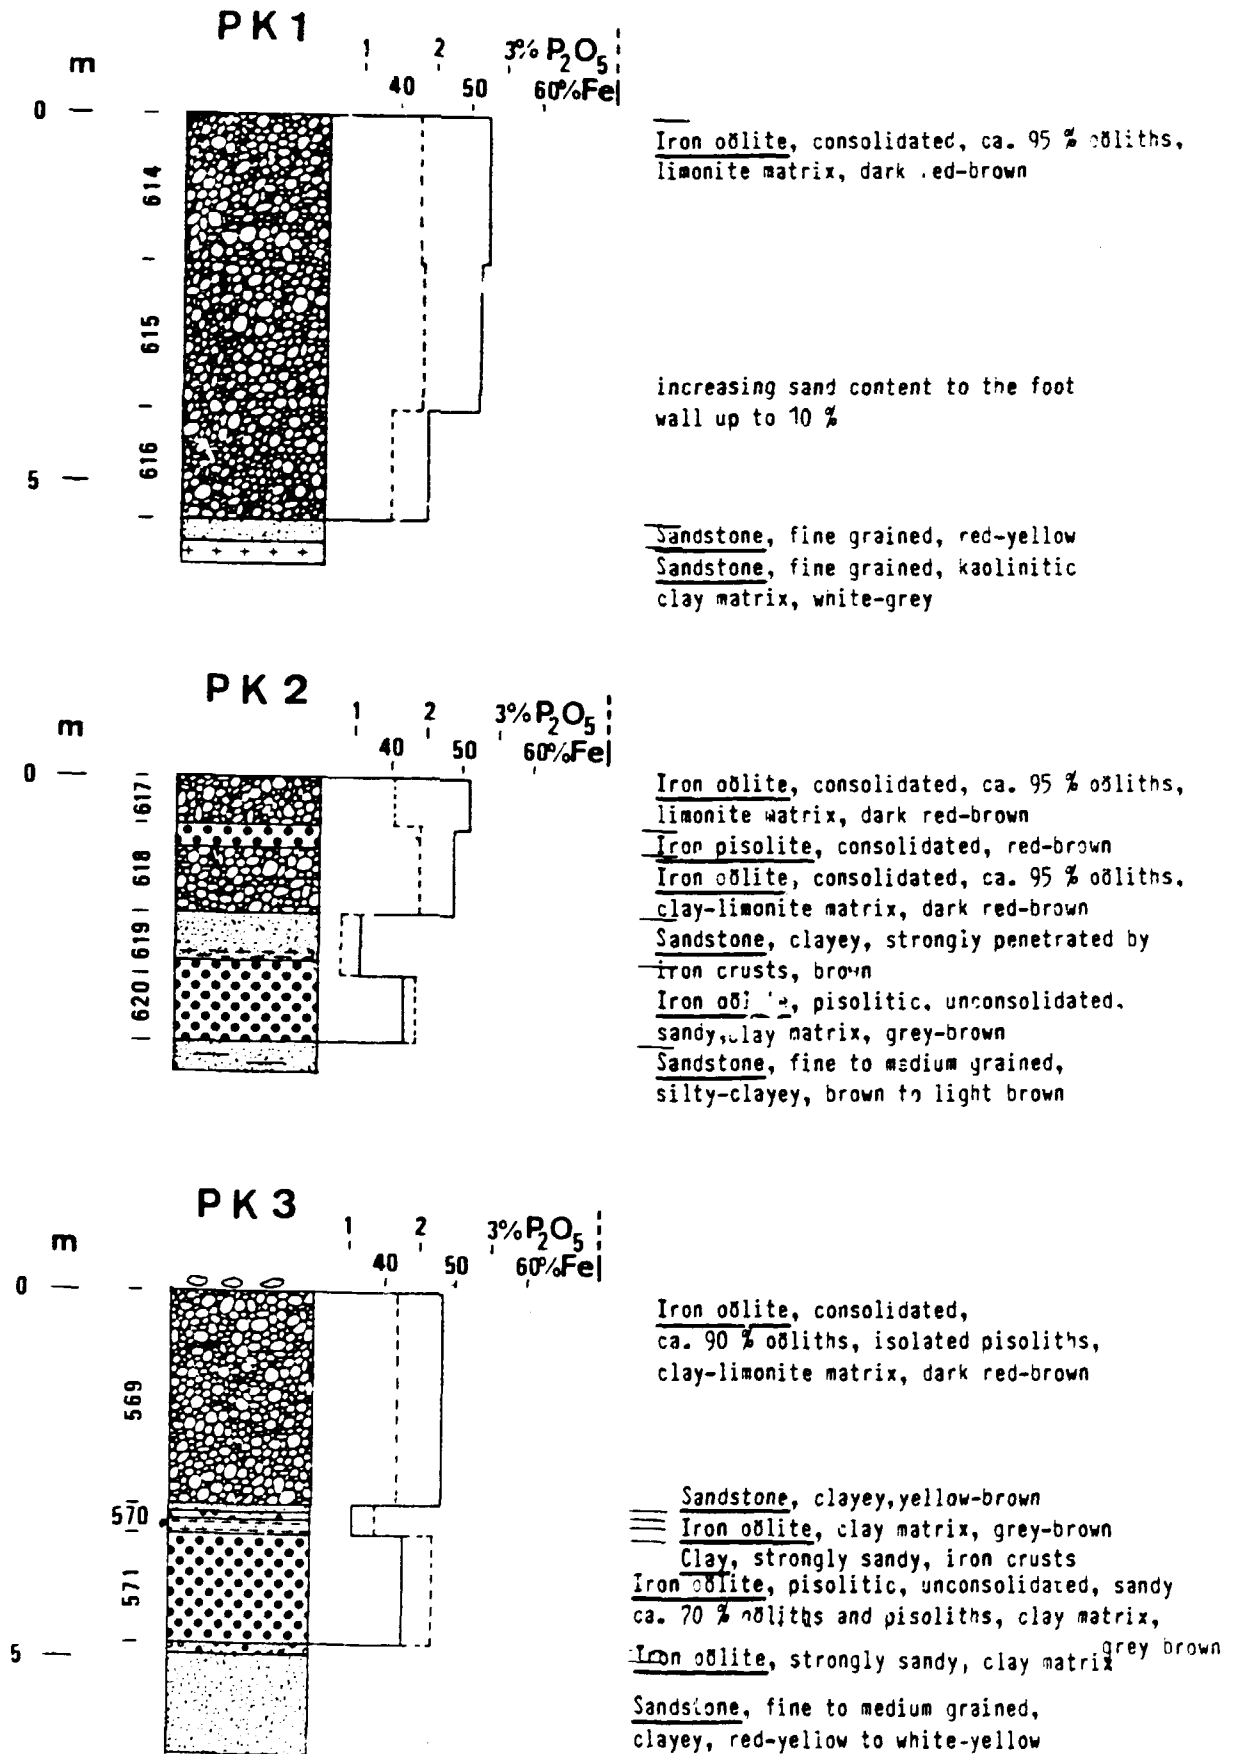 PK1
m
1 2 3% P2O5
40 50 60%Fe
0
614
615
616
5
Iron oölite, consolidated, ca. 95 % oöliths,
limonite matrix, dark red-brown
increasing sand content to the foot
wall up to 10 %
Sandstone, fine grained, red-yellow
Sandstone, fine grained, kaolinitic
clay matrix, white-grey
PK2
m
1 2 3% P2O5
40 50 60%Fe
0
617
618
619
620
Iron oölite, consolidated, ca. 95 % oöliths,
limonite matrix, dark red-brown
Iron pisolite, consolidated, red-brown
Iron oölite, consolidated, ca. 95 % oöliths,
clay-limonite matrix, dark red-brown
Sandstone, clayey, strongly penetrated by
iron crusts, brown
Iron oölite, pisolitic, unconsolidated,
sandy, clay matrix, grey-brown
Sandstone, fine to medium grained,
silty-clayey, brown to light brown
PK3
m
1 2 3% P2O5
40 50 60%Fe
0
569
570
571
5
Iron oölite, consolidated,
ca. 90 % oöliths, isolated pisoliths,
clay-limonite matrix, dark red-brown
Sandstone, clayey, yellow-brown
Iron oölite, clay matrix, grey-brown
Clay, strongly sandy, iron crusts
Iron oölite, pisolitic, unconsolidated, sandy
ca. 70 % oöliths and pisoliths, clay matrix,
grey brown
Iron oölite, strongly sandy, clay matrix
Sandstone, fine to medium grained,
clayey, red-yellow to white-yellow